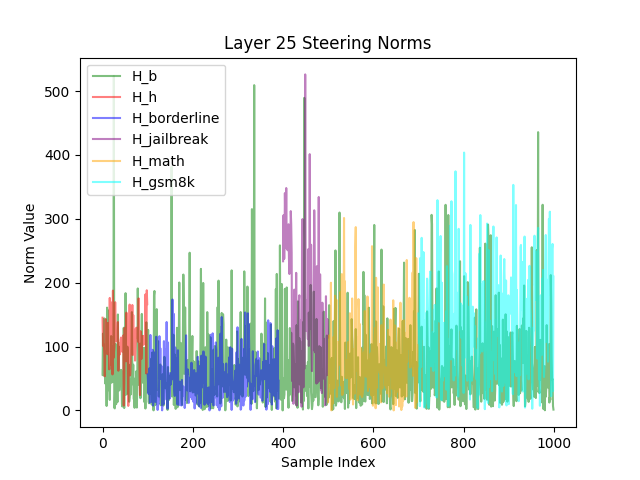 Layer 25 Steering Norms
H_b
H_h
H_borderline
H_jailbreak
H_math
H_gsm8k
500
400
300
200
100
0
Norm Value
0 200 400 600 800 1000
Sample Index